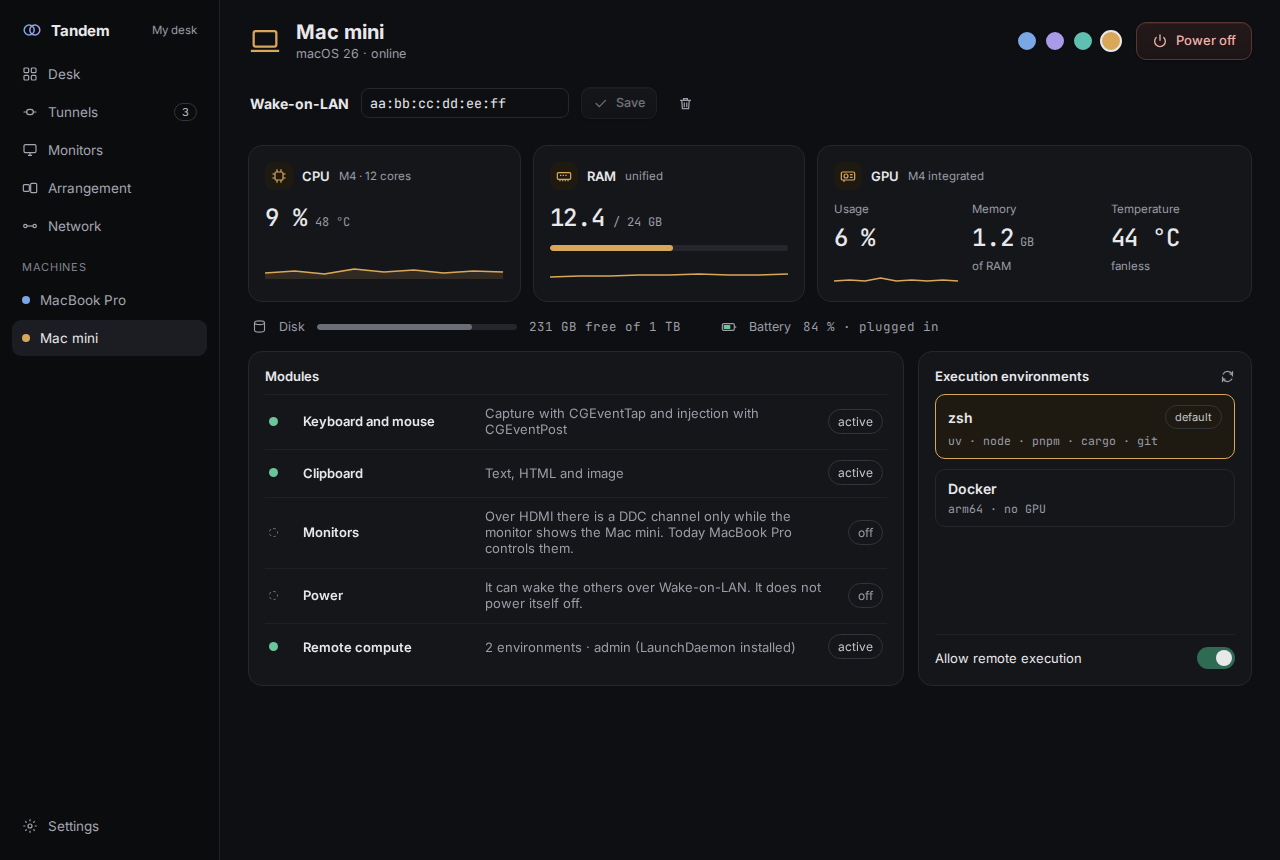 Tandem
My desk
Desk
Tunnels
3
Monitors
Arrangement
Network
MACHINES
MacBook Pro
Mac mini
Settings
Mac mini
macOS 26 · online
Power off
Wake-on-LAN
aa:bb:cc:dd:ee:ff
Save
CPU M4 · 12 cores
9 % 48 °C
RAM unified
12.4 / 24 GB
GPU M4 integrated
Usage
6 %
Memory
1.2 GB
of RAM
Temperature
44 °C
fanless
Disk
231 GB free of 1 TB
Battery 84 % · plugged in
Modules
Keyboard and mouse
Capture with CGEventTap and injection with
CGEventPost
active
Clipboard
Text, HTML and image
active
Monitors
Over HDMI there is a DDC channel only while the
monitor shows the Mac mini. Today MacBook Pro
controls them.
off
Power
It can wake the others over Wake-on-LAN. It does not
power itself off.
off
Remote compute
2 environments · admin (LaunchDaemon installed)
active
Execution environments
zsh
default
uv · node · pnpm · cargo · git
Docker
arm64 · no GPU
Allow remote execution